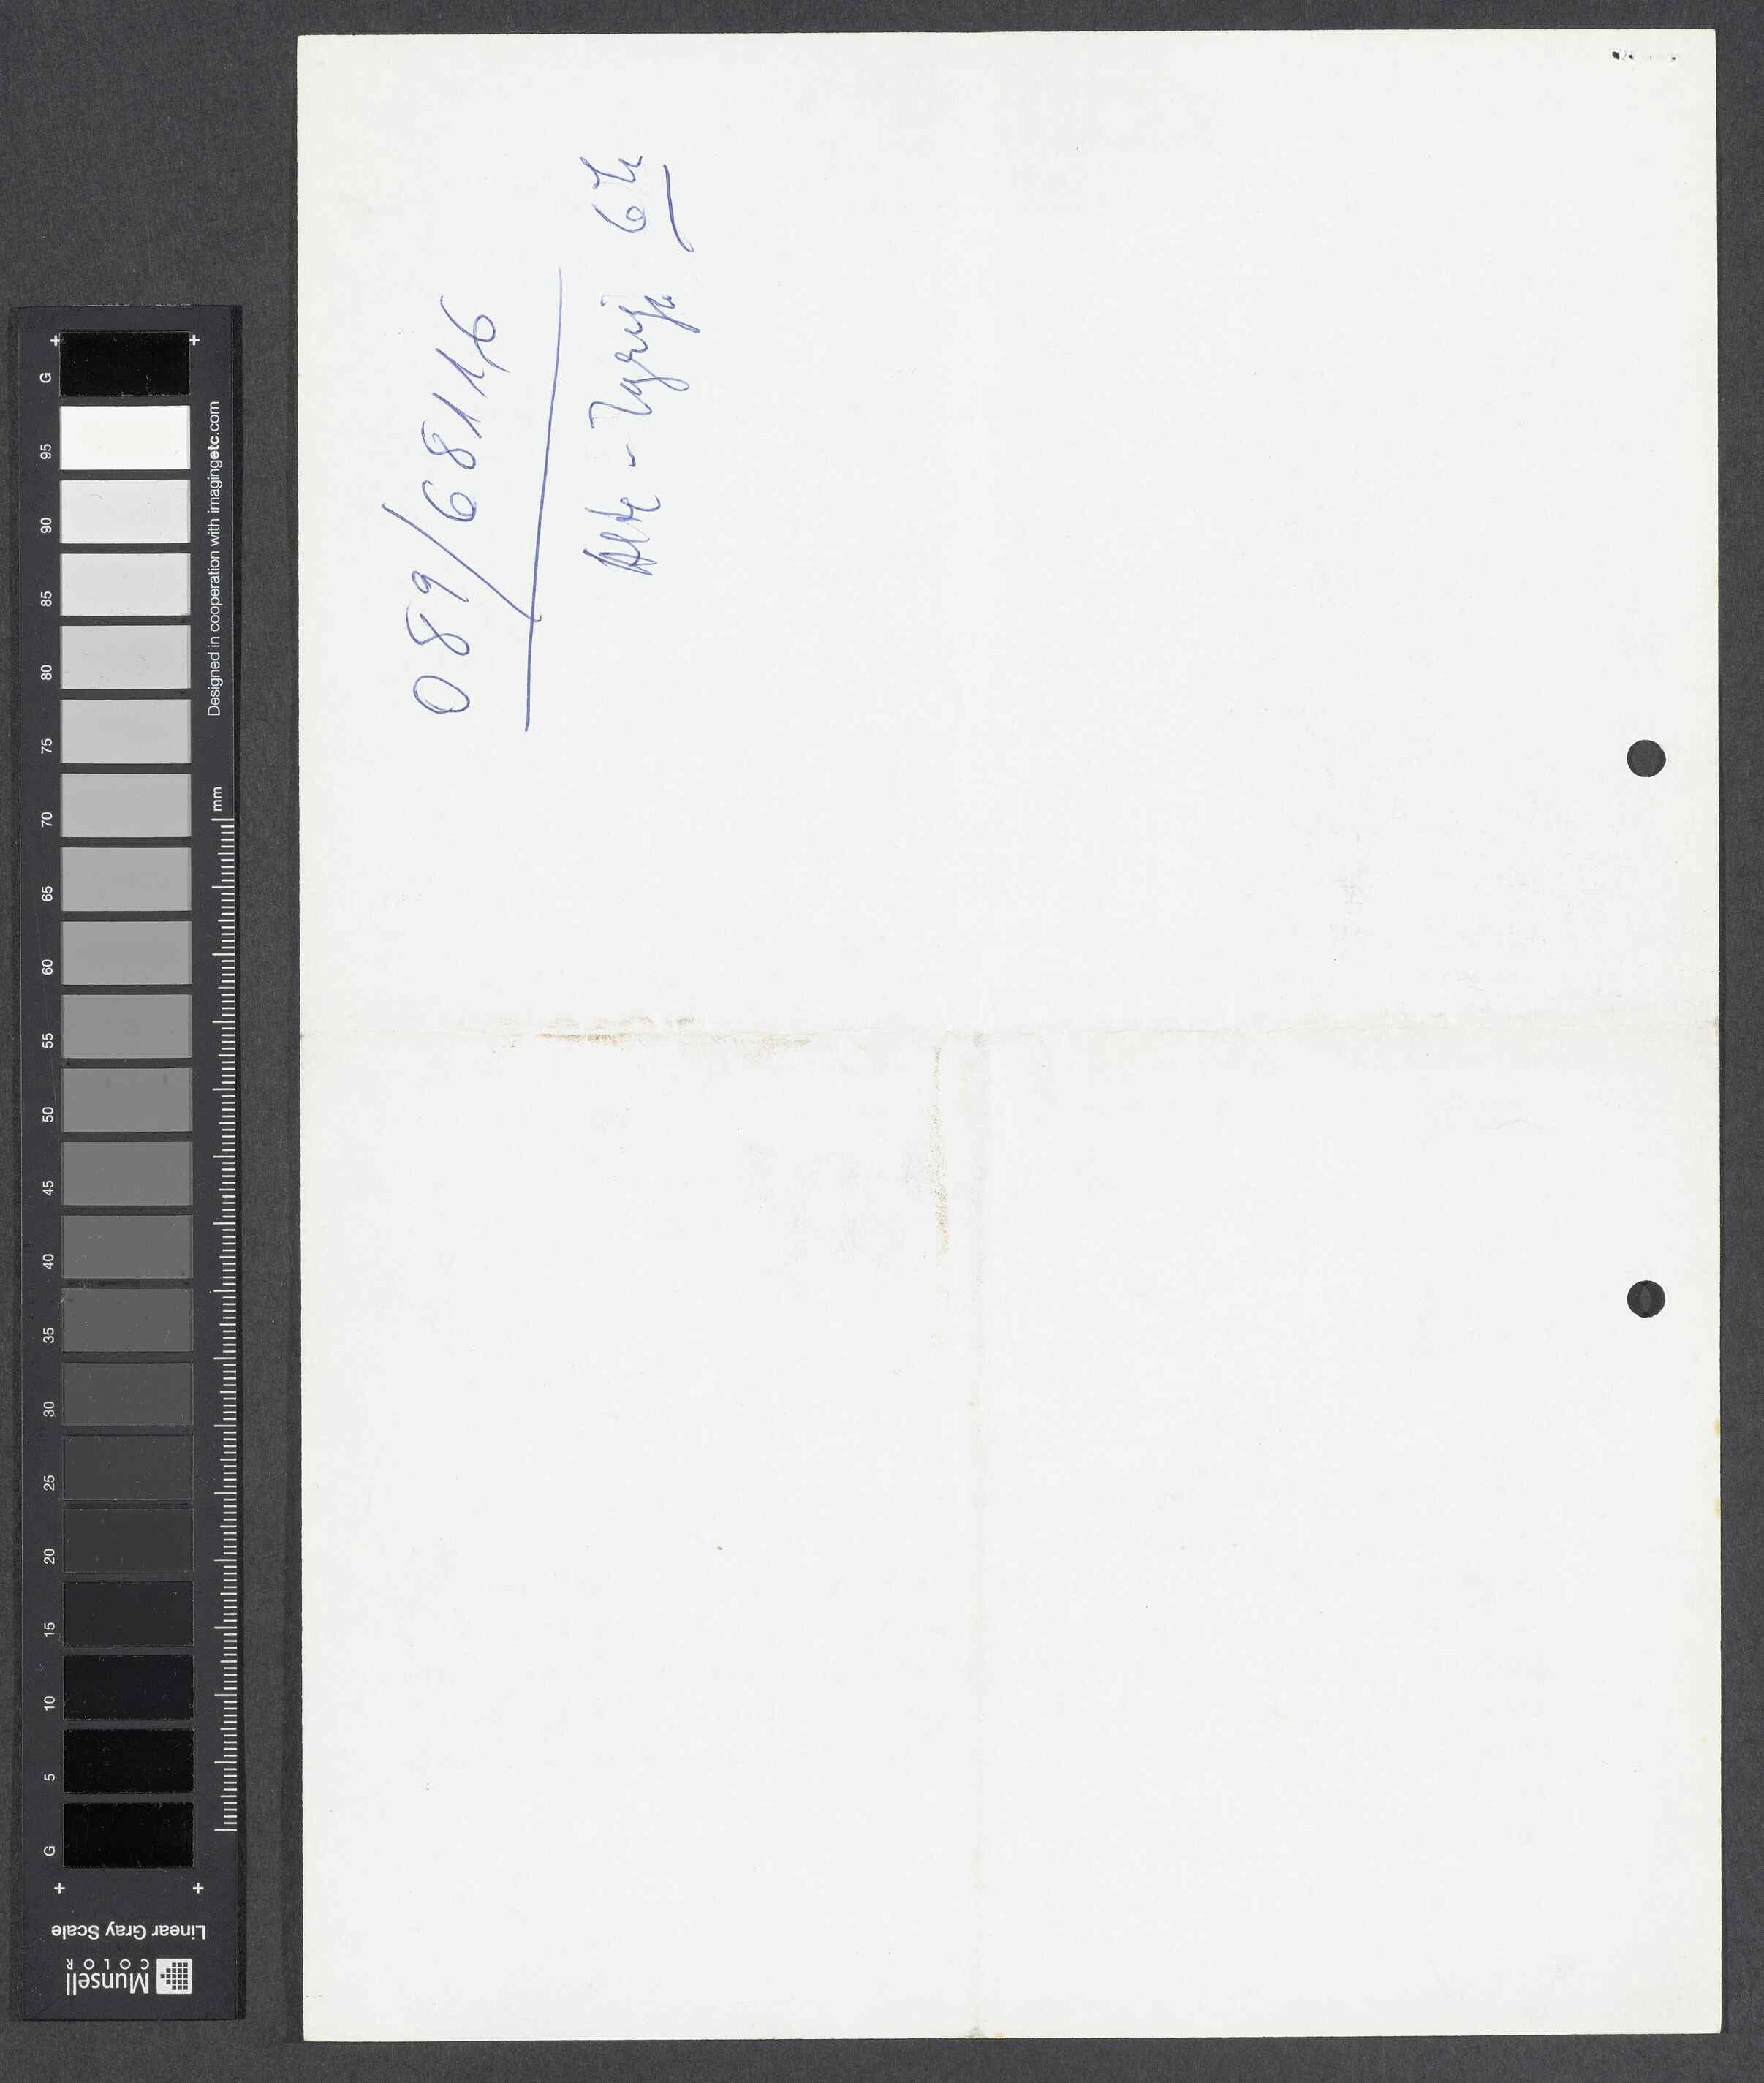 089/68116
Alte -
Designed in cooperation with imagingetc.com
mm
G 95 90 85 80 75 70 65 60 55 50 45 40 35 30 25 20 15 10 5 G
Linear Gray Scale
Munsell
COLOR